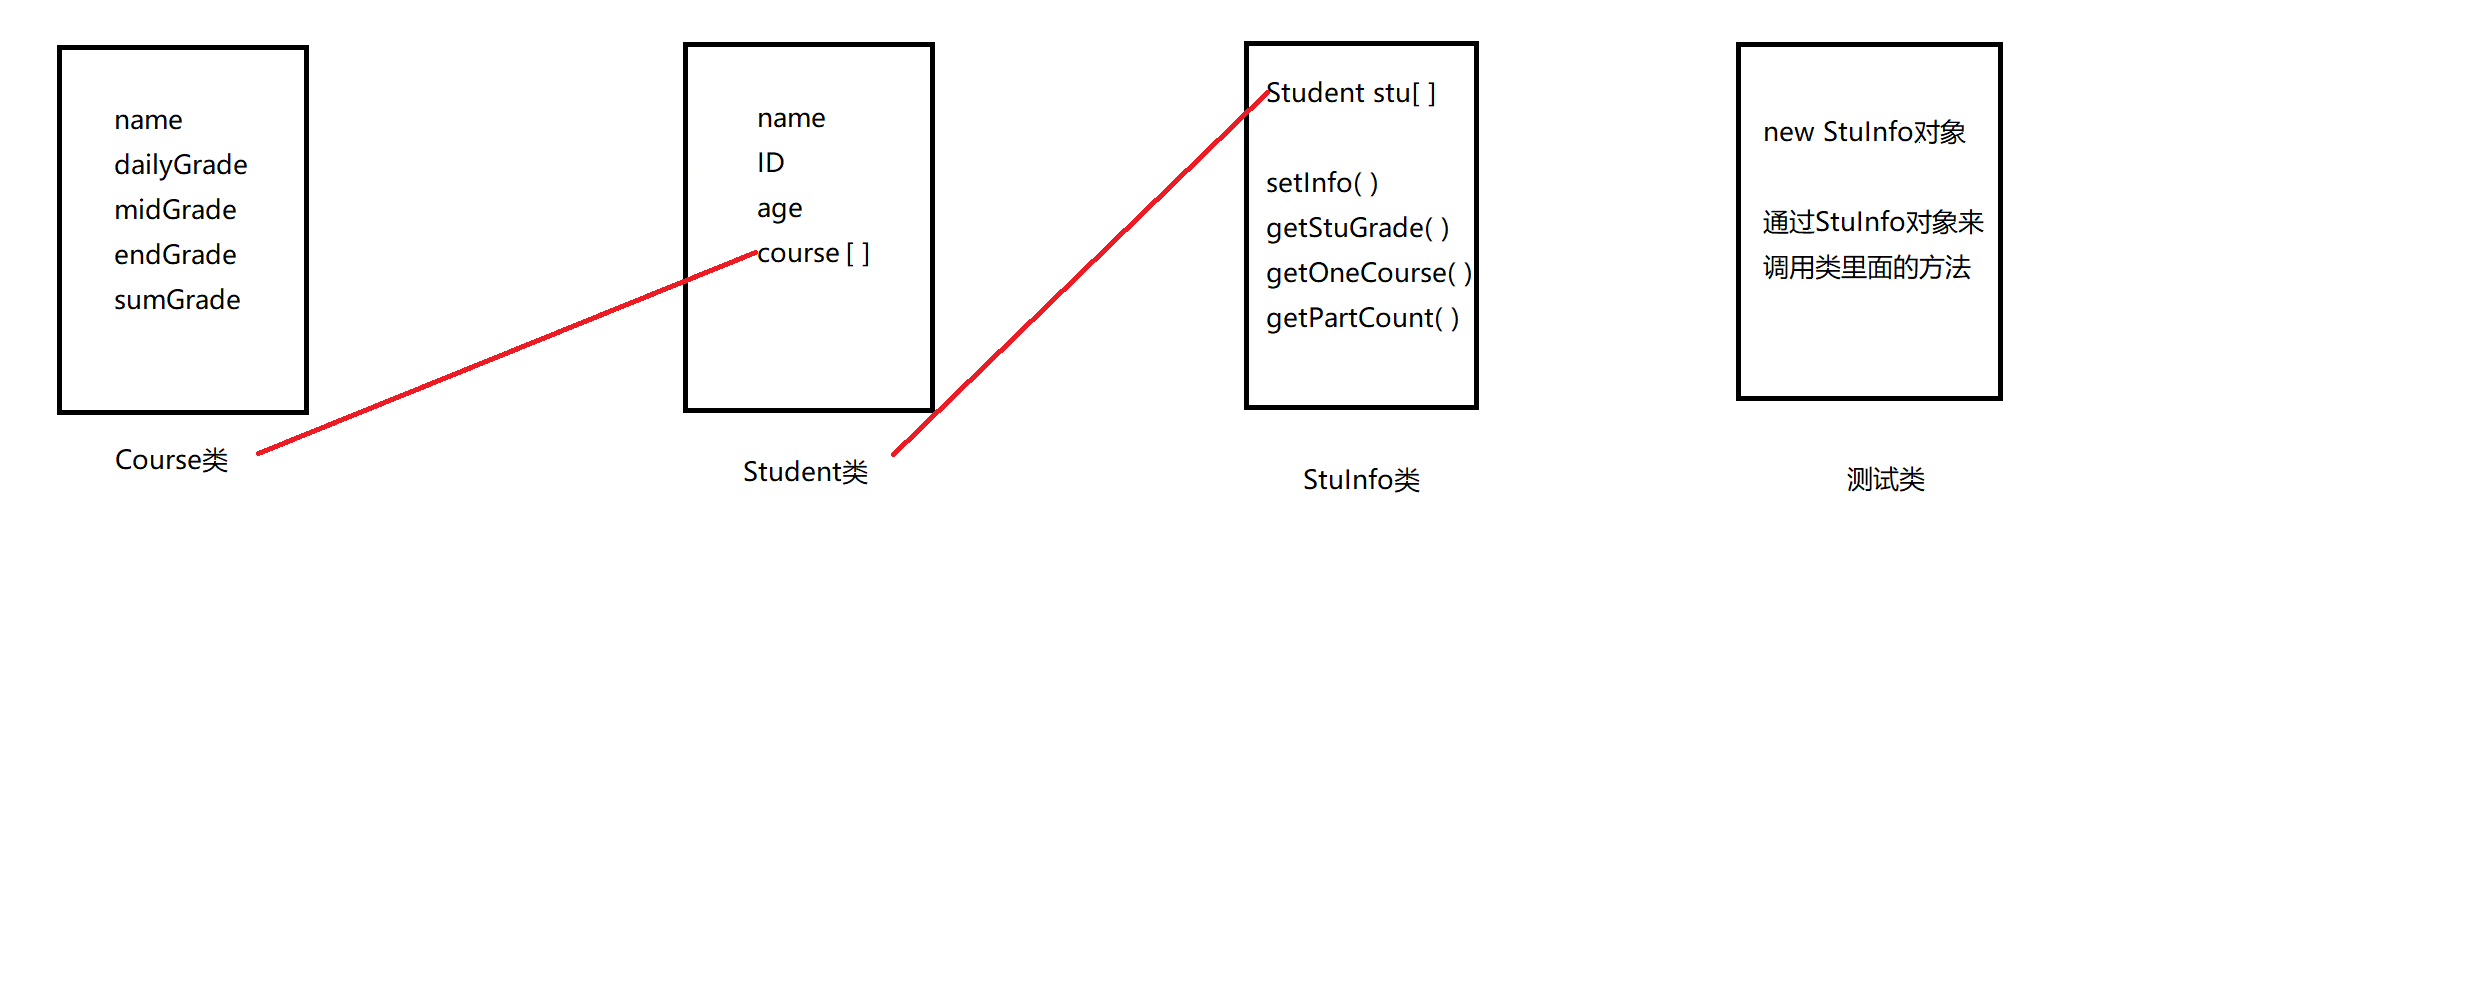 name
dailyGrade
midGrade
endGrade
sumGrade
Course类
name
ID
age
course [ ]
Student类
Student stu[ ]
setInfo( )
getStuGrade( )
getOneCourse( )
getPartCount( )
StuInfo类
new StuInfo对象
通过StuInfo对象来
调用类里面的方法
测试类